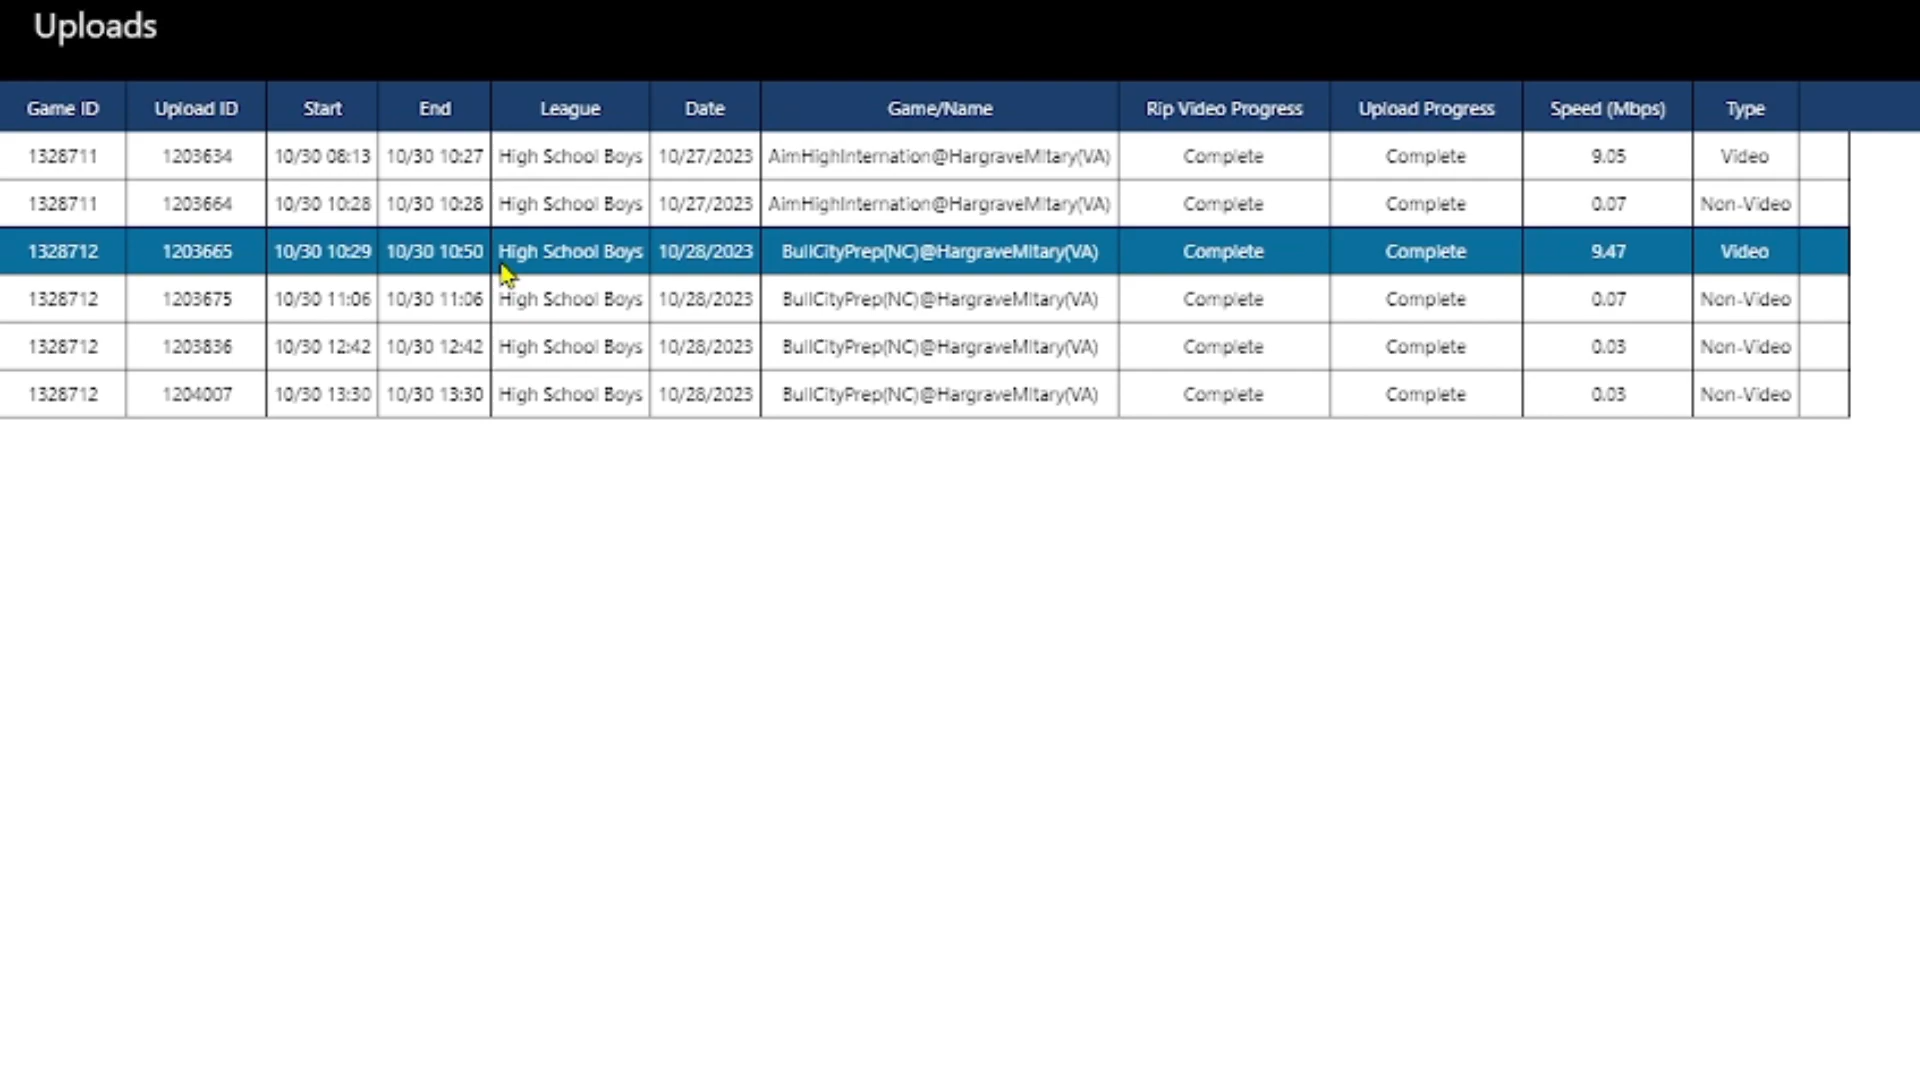 Uploads
Game ID Upload ID Start End League Date Game/Name Rip Video Progress Upload Progress Speed (Mbps) Type
1328711 1203634 10/30 08:13 10/30 10:27 High School Boys 10/27/2023 AimHighInternation@HargraveMltary(VA) Complete Complete 9.05 Video
1328711 1203664 10/30 10:28 10/30 10:28 High School Boys 10/27/2023 AimHighInternation@HargraveMltary(VA) Complete Complete 0.07 Non-Video
1328712 1203665 10/30 10:29 10/30 10:50 High School Boys 10/28/2023 BullCityPrep(NC)@HargraveMltary(VA) Complete Complete 9.47 Video
1328712 1203675 10/30 11:06 10/30 11:06 High School Boys 10/28/2023 BullCityPrep(NC)@HargraveMltary(VA) Complete Complete 0.07 Non-Video
1328712 1203836 10/30 12:42 10/30 12:42 High School Boys 10/28/2023 BullCityPrep(NC)@HargraveMltary(VA) Complete Complete 0.03 Non-Video
1328712 1204007 10/30 13:30 10/30 13:30 High School Boys 10/28/2023 BullCityPrep(NC)@HargraveMltary(VA) Complete Complete 0.03 Non-Video